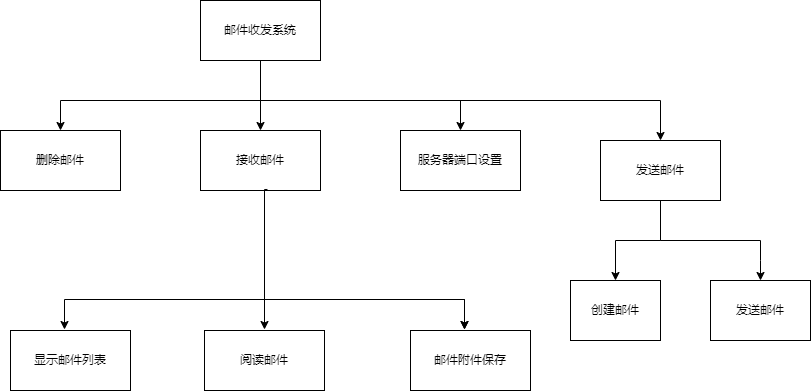 邮件收发系统
删除邮件
接收邮件
服务器端口设置
发送邮件
创建邮件
发送邮件
显示邮件列表
阅读邮件
邮件附件保存